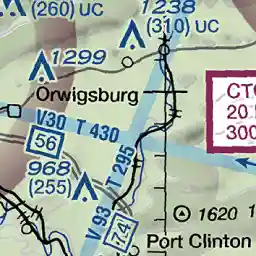 (260) UC
1238
(310) UC
1299
Orwigsburg
V30 T 430
56
968
(255)
T 295
V 93
74
1620
Port Clinton
CT
20
300